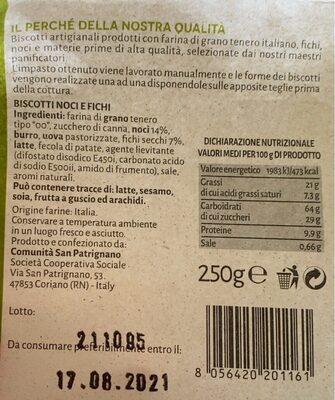 IL PERCHÉ DELLA NOSTRA QUALITÀ
Biscotti artigianali prodotti con farina di grano tenero italiano, fichi,
noci e materie prime di alta qualità, selezionate dai nostri maestri
panificatori.
L'impasto ottenuto viene lavorato manualmente e le forme dei biscotti
vengono realizzate una ad una disponendole sulle apposite teglie prima
della cottura.
BISCOTTI NOCI E FICHI
Ingredienti: farina di grano tenero
tipo "00", zucchero di canna, noci 14%,
burro, uova pastorizzate, fichi secchi 7%,
latte, fecola di patate, agente lievitante
(difosfato disodico E450i, carbonato acido
di sodio E500ii, amido di frumento), sale,
aromi naturali.
Può contenere tracce di: latte, sesamo,
soia, frutta a guscio ed arachidi.
Origine farine: Italia.
Conservare a temperatura ambiente
in un luogo fresco e asciutto.
Prodotto e confezionato da:
Comunità San Patrignano
Società Cooperativa Sociale
Via San Patrignano, 53.
47853 Coriano (RN) - Italy
DICHIARAZIONE NUTRIZIONALE
VALORI MEDI PER 100 g DI PRODOTTO
Valore energetico 1983 kJ/473 kcal
Grassi 21 g
di cui acidi grassi saturi 7.3 g
Carboidrati 64 g
di cui zuccheri 29 g
Proteine 9.9 g
Sale 0,66 g
250g e
Lotto:
211085
Da consumare preferibilmente entro il:
17.08.2021
8 056420 201161